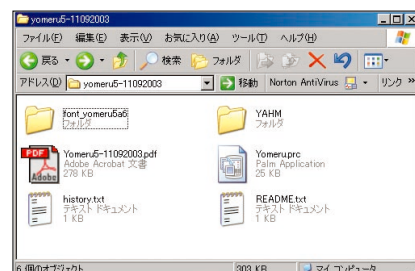 yomeru5-11092003
ファイル(F) 編集(E) 表示(V) お気に入り(A) ツール(T) ヘルプ(H)
戻る 検索 フォルダ
アドレス(D) yomeru5-11092003 移動 Norton AntiVirus リンク »
font_yomeru5a6
フォルダ
YAHM
フォルダ
PDF
Adobe
Yomeru5-11092003.pdf
Adobe Acrobat 文書
278 KB
Yomeru.prc
Palm Application
25 KB
history.txt
テキスト ドキュメント
1 KB
README.txt
テキスト ドキュメント
1 KB
6 個のオブジェクト 303 KB マイ コンピュータ